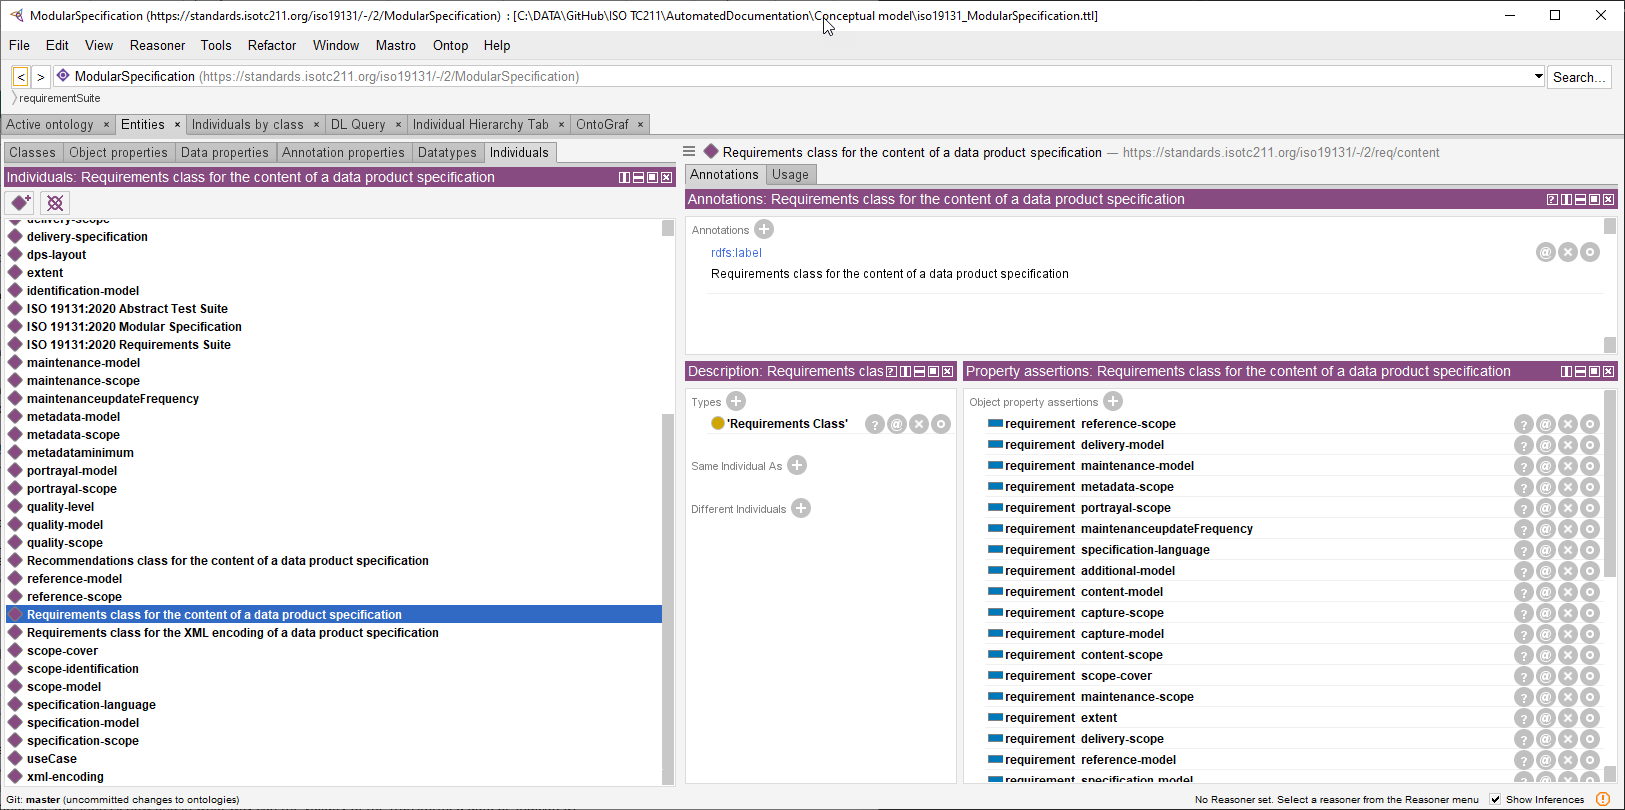 ModularSpecification (https://standards.isotc211.org/iso19131/-/2/ModularSpecification)  : [C:\DATA\GitHub\ISO TC211\AutomatedDocumentation\Conceptual model\iso19131_ModularSpecification.ttl]
File Edit View Reasoner Tools Refactor Window Mastro Ontop Help
< > ModularSpecification (https://standards.isotc211.org/iso19131/-/2/ModularSpecification) Search...
requirementSuite
Active ontology × Entities × Individuals by class × DL Query × Individual Hierarchy Tab × OntoGraf ×
Classes Object properties Data properties Annotation properties Datatypes Individuals
Individuals: Requirements class for the content of a data product specification
delivery-scope
delivery-specification
dps-layout
extent
identification-model
ISO 19131:2020 Abstract Test Suite
ISO 19131:2020 Modular Specification
ISO 19131:2020 Requirements Suite
maintenance-model
maintenance-scope
maintenanceupdateFrequency
metadata-model
metadata-scope
metadataminimum
portrayal-model
portrayal-scope
quality-level
quality-model
quality-scope
Recommendations class for the content of a data product specification
reference-model
reference-scope
Requirements class for the content of a data product specification
Requirements class for the XML encoding of a data product specification
scope-cover
scope-identification
scope-model
specification-language
specification-model
specification-scope
useCase
xml-encoding
Requirements class for the content of a data product specification — https://standards.isotc211.org/iso19131/-/2/req/content
Annotations Usage
Annotations: Requirements class for the content of a data product specification
Annotations
rdfs:label
Requirements class for the content of a data product specification
Description: Requirements clas
Types
'Requirements Class'
Same Individual As
Different Individuals
Property assertions: Requirements class for the content of a data product specification
Object property assertions
requirement reference-scope
requirement delivery-model
requirement maintenance-model
requirement metadata-scope
requirement portrayal-scope
requirement maintenanceupdateFrequency
requirement specification-language
requirement additional-model
requirement content-model
requirement capture-scope
requirement capture-model
requirement content-scope
requirement scope-cover
requirement maintenance-scope
requirement extent
requirement delivery-scope
requirement reference-model
requirement specification-model
Git: master (uncommitted changes to ontologies)
No Reasoner set. Select a reasoner from the Reasoner menu Show Inferences